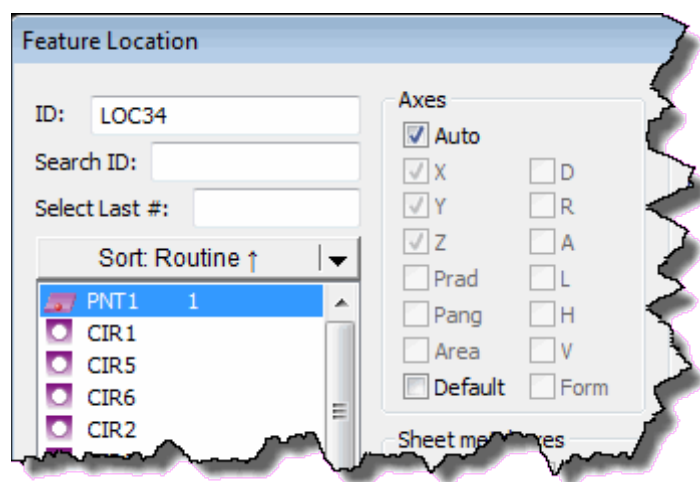 Feature Location
ID: LOC34
Search ID:
Select Last #:
Sort: Routine ↑
PNT1 1
CIR1
CIR5
CIR6
CIR2
Axes
Auto
X D
Y R
Z A
Prad L
Pang H
Area V
Default Form
Sheet